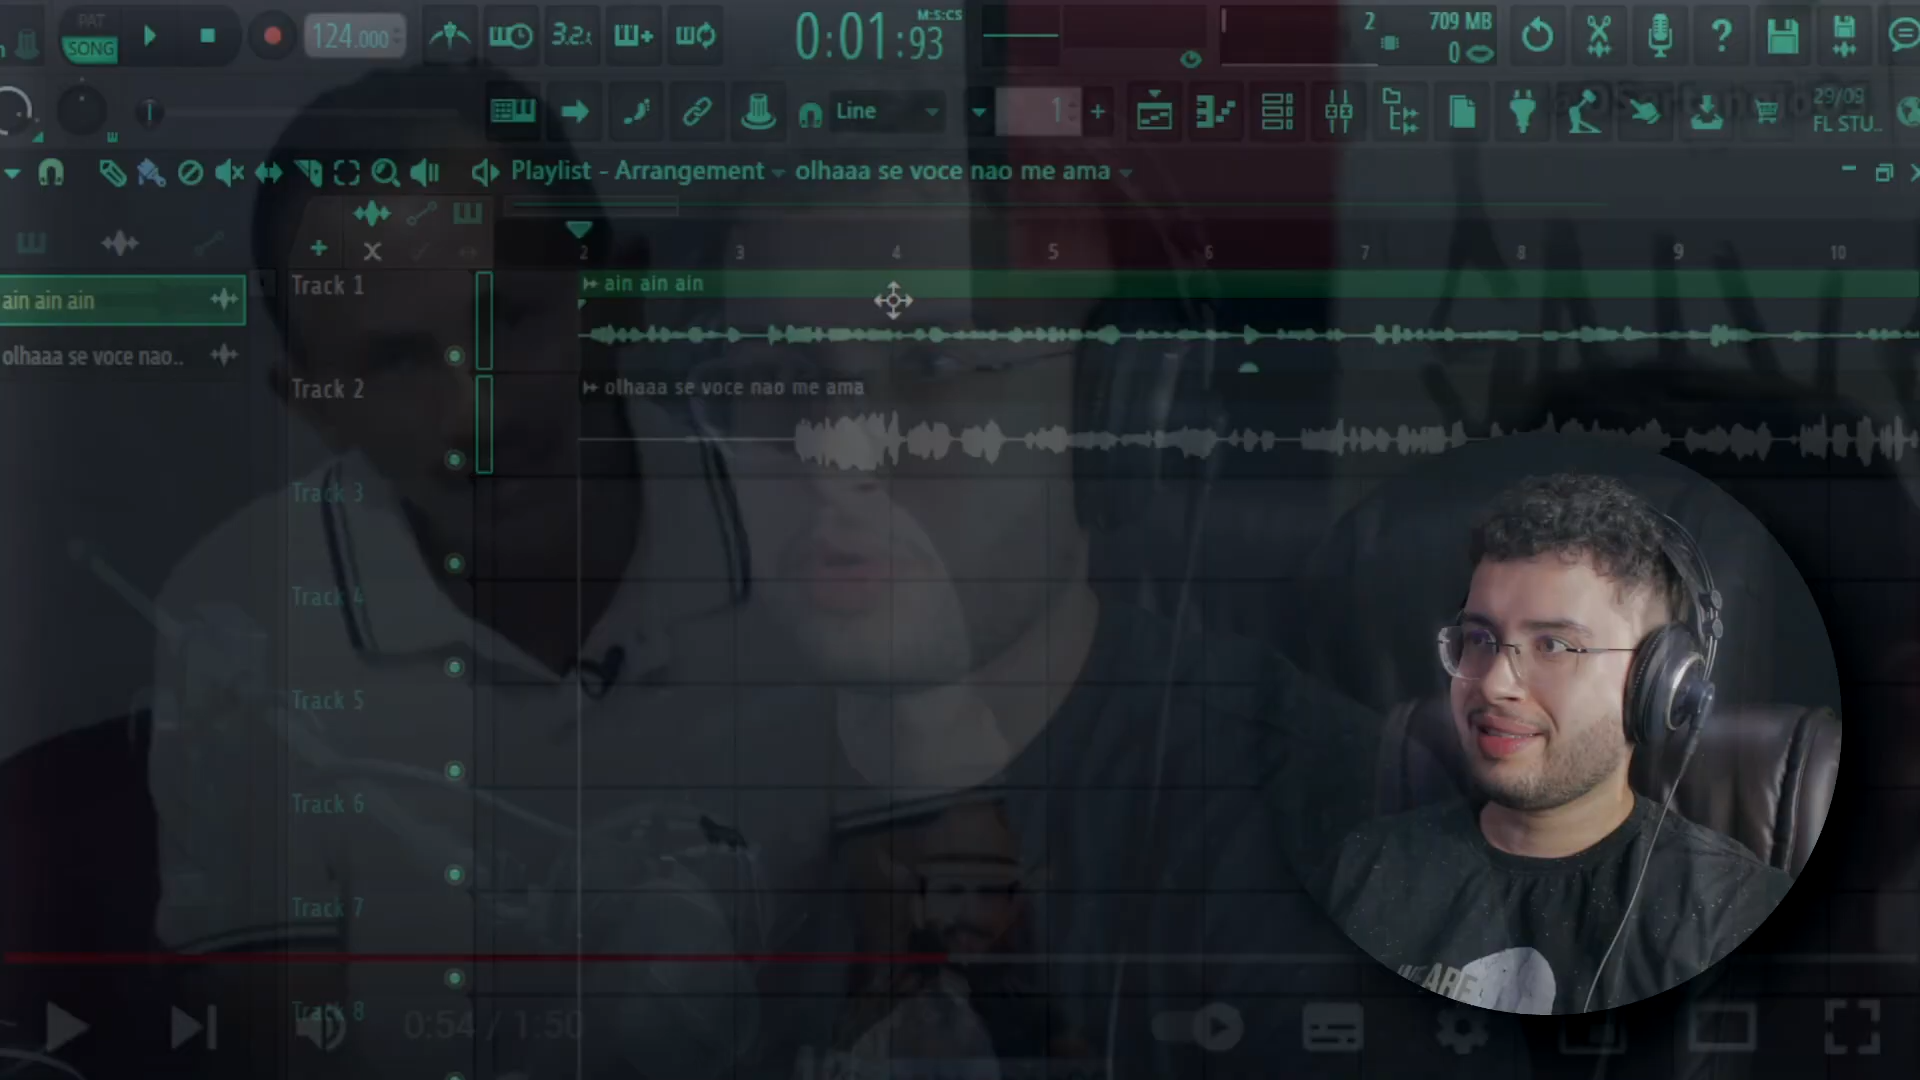 PAT
SONG
124.000
3.2.1
0:01:93
M:S:CS
2
709 MB
0
Line
1
29/09
FL STU..
Playlist - Arrangement
olhaaa se voce nao me ama
2 3 4 5 6 7 8 9 10
ain ain ain
olhaaa se voce nao..
Track 1
ain ain ain
Track 2
olhaaa se voce nao me ama
Track 3
Track 4
Track 5
Track 6
Track 7
Track 8
0:54 / 1:50
ARE